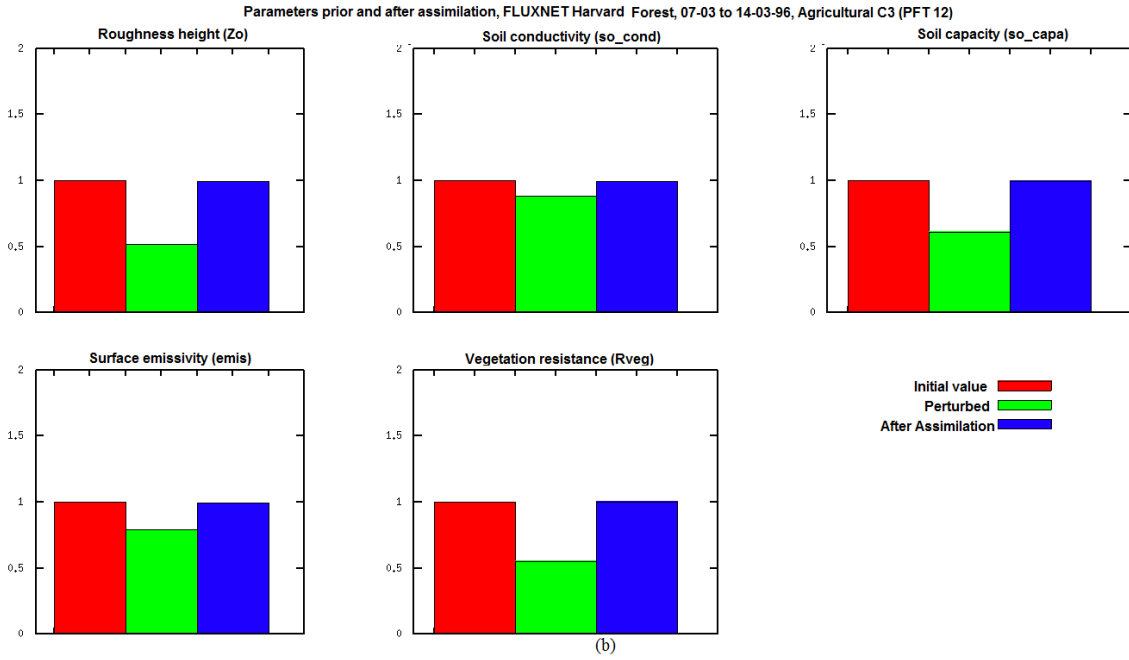 Parameters prior and after assimilation, FLUXNET Harvard Forest, 07-03 to 14-03-96, Agricultural C3 (PFT 12)
Roughness height (Zo)
2
1.5
1
0.5
0
Soil conductivity (so_cond)
2
1.5
1
0.5
0
Soil capacity (so_capa)
2
1.5
1
0.5
0
Surface emissivity (emis)
2
1.5
1
0.5
0
Vegetation resistance (Rveg)
2
1.5
1
0.5
0
Initial value
Perturbed
After Assimilation
(b)